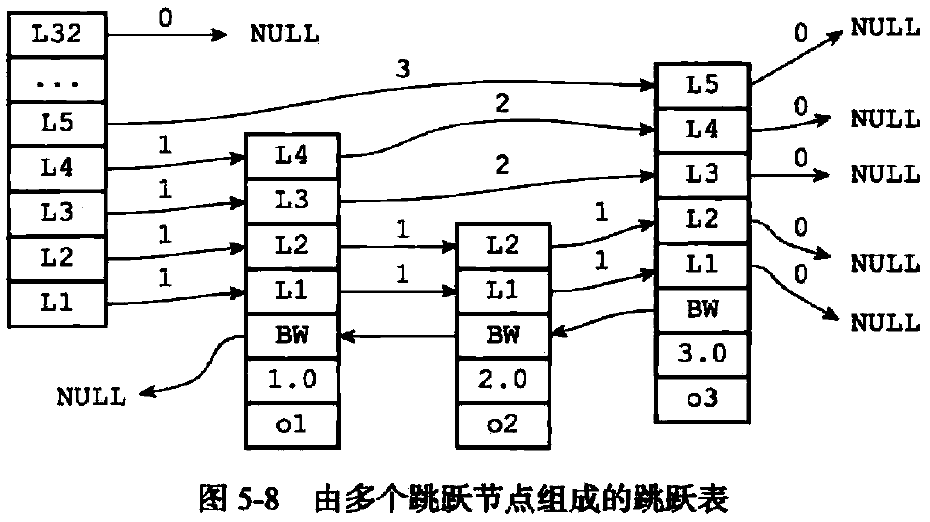 L32 0 NULL
...
L5 3 L5 0 NULL
L4 1 L4 2 L4 0 NULL
L3 1 L3 2 L3 0 NULL
L2 1 L2 1 L2 1 L2 0 NULL
L1 1 L1 1 L1 1 L1 0 NULL
NULL BW BW BW
1.0 2.0 3.0
o1 o2 o3
图 5-8 由多个跳跃节点组成的跳跃表